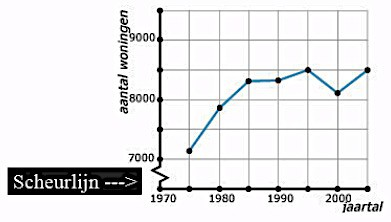 aantal woningen
9000
8000
7000
Scheurlijn --->
1970 1980 1990 2000
jaartal